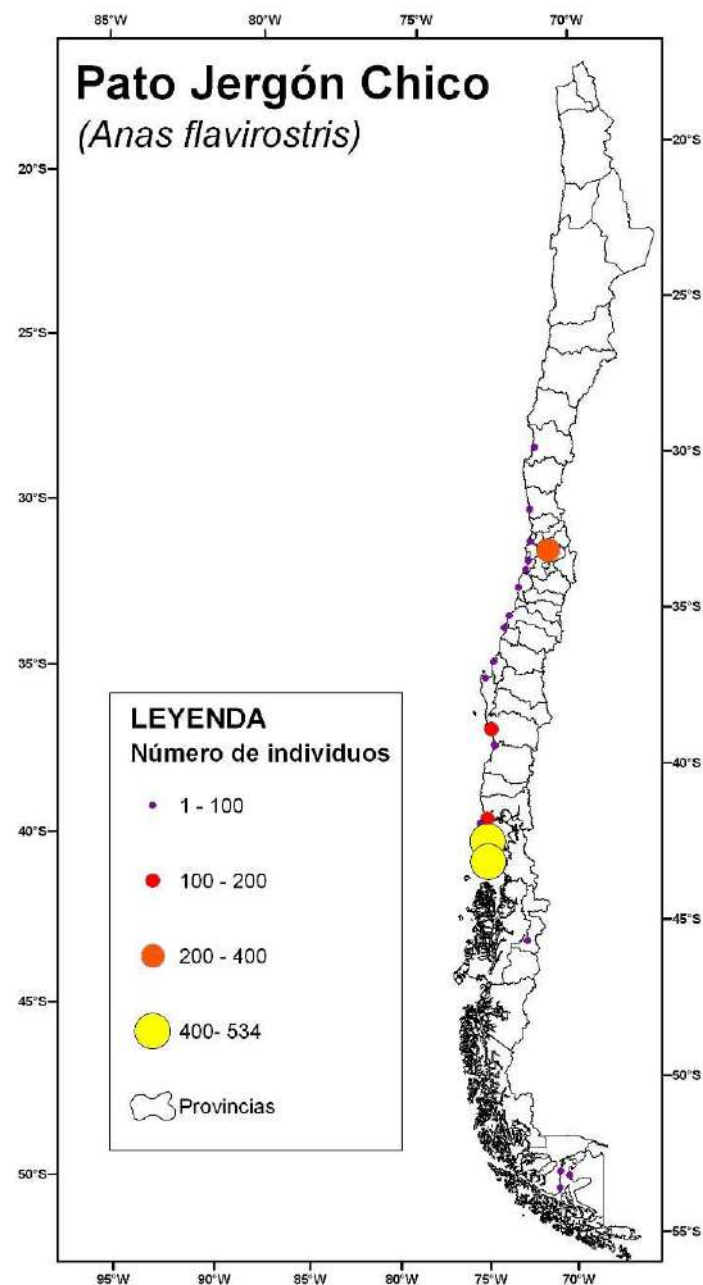 85°W 80°W 75°W 70°W
Pato Jergón Chico
(Anas flavirostris)
20°S
25°S
30°S
35°S
40°S
45°S
50°S
20°S
25°S
30°S
35°S
40°S
45°S
50°S
55°S
LEYENDA
Número de individuos
1 - 100
100 - 200
200 - 400
400- 534
Provincias
95°W 90°W 85°W 80°W 75°W 70°W